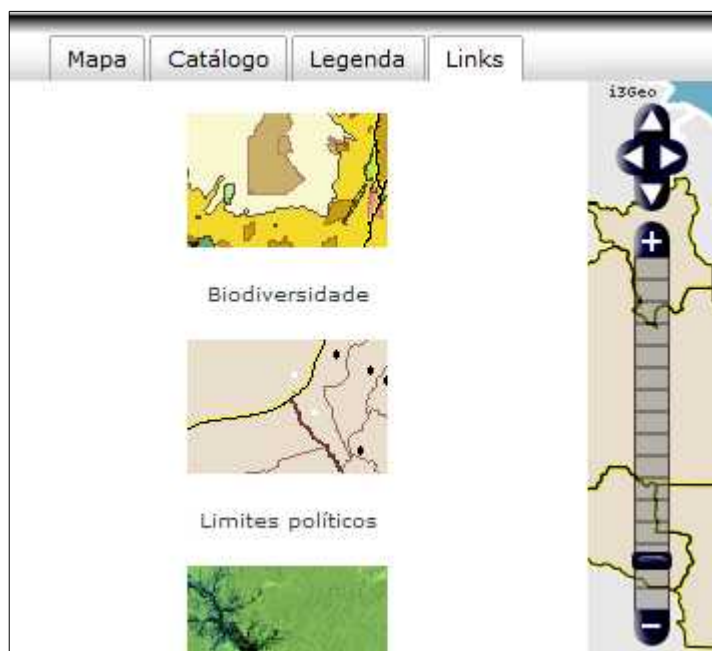 Mapa Catálogo Legenda Links
i3Geo
+
Biodiversidade
Limites políticos
−